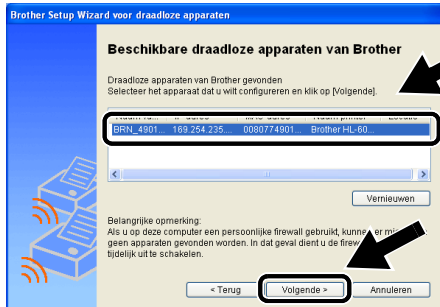 Brother Setup Wizard voor draadloze apparaten
Beschikbare draadloze apparaten van Brother
Draadloze apparaten van Brother gevonden
Selecteer het apparaat dat u wilt configureren en klik op [Volgende].
BRN_4901... 169.254.235.... 0080774901... Brother HL-60...
Vernieuwen
Belangrijke opmerking:
Als u op deze computer een persoonlijke firewall gebruikt, kunnen er
geen apparaten gevonden worden. In dat geval dient u de
tijdelijk uit te schakelen.
< Terug Volgende > Annuleren